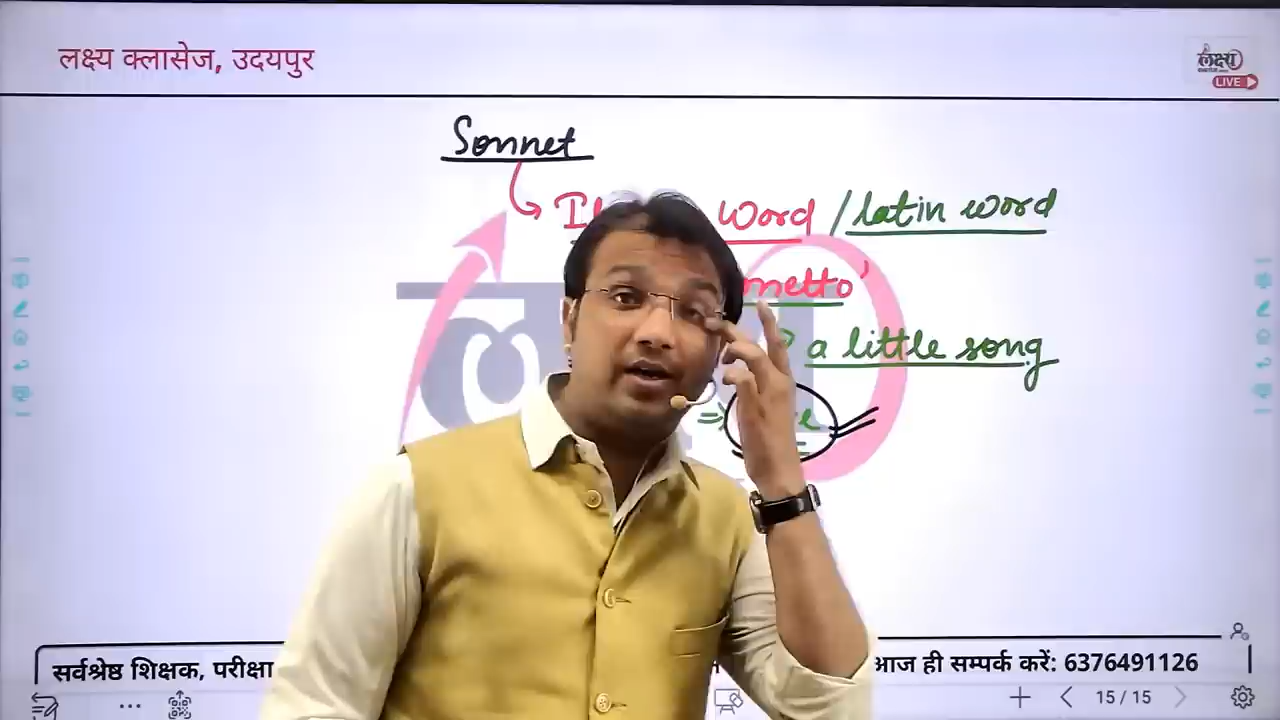 लक्ष्य क्लासेज, उदयपुर
लक्ष्य
LIVE
Sonnet
Word / latin word
metto'
a little song
⇒
सर्वश्रेष्ठ शिक्षक, परीक्षा
आज ही सम्पर्क करें: 6376491126
15 / 15